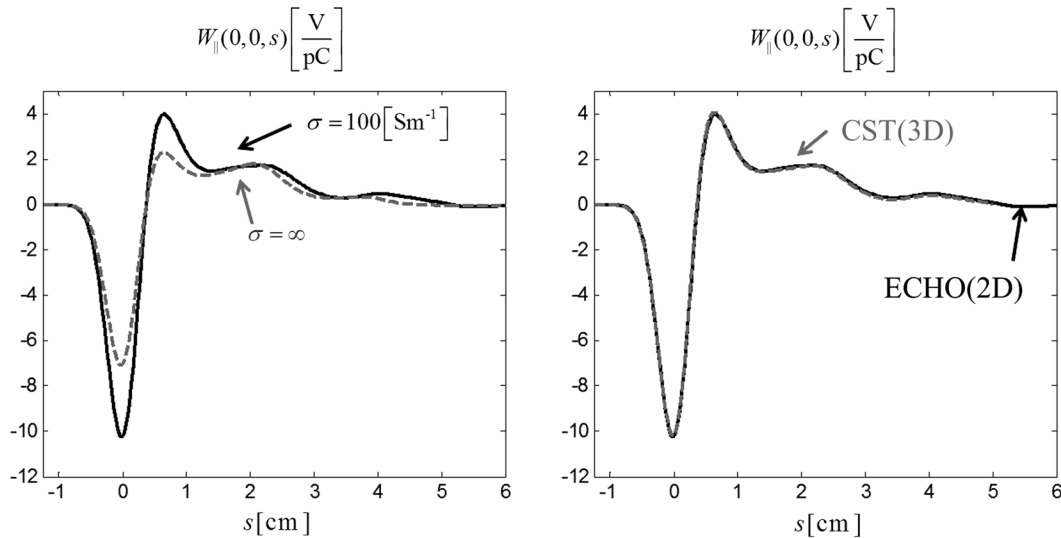 W∥(0,0,s)[V/pC]
4
2
0
-2
-4
-6
-8
-10
-12
σ=100[Sm⁻¹]
σ=∞
-1 0 1 2 3 4 5 6
s[cm]
W∥(0,0,s)[V/pC]
4
2
0
-2
-4
-6
-8
-10
-12
CST(3D)
ECHO(2D)
-1 0 1 2 3 4 5 6
s[cm]